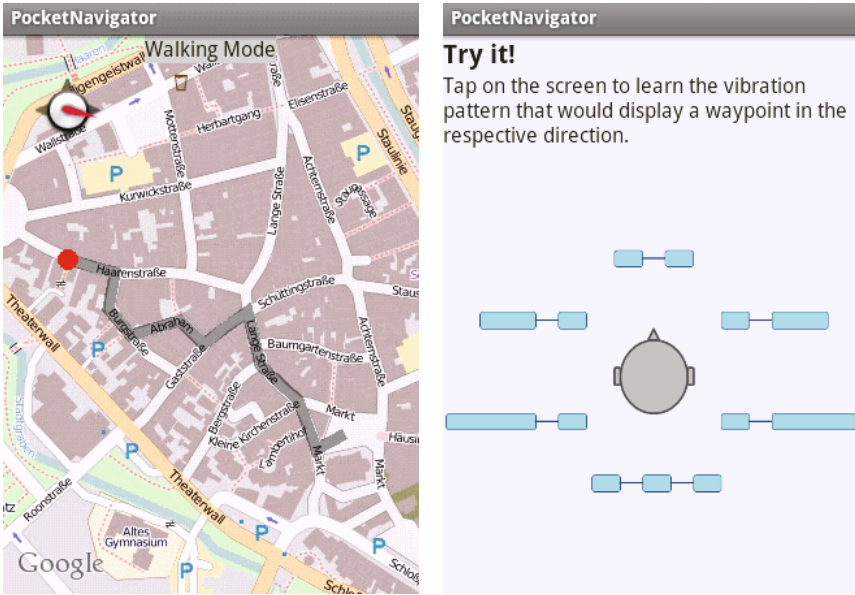 PocketNavigator
Walking Mode
Wallstraße
Mottenstraße
Herbartgang
Elisenstraße
Staulinie
P
P
Kurwickstraße
Lange Straße
Achternstraße
Haarenstraße
Schüttingstraße
Theaterwall
Burgstraße
Abraham
P
Gaststraße
Lange Straße
Baumgartenstraße
Achternstraße
Bergstraße
Markt
Kleine Kirchenstraße
Stadtgraben
P
Markt
Markt
Theaterwall
Roonstraße
Altes
Gymnasium
P
P
P
Google
PocketNavigator
Try it!
Tap on the screen to learn the vibration
pattern that would display a waypoint in the
respective direction.